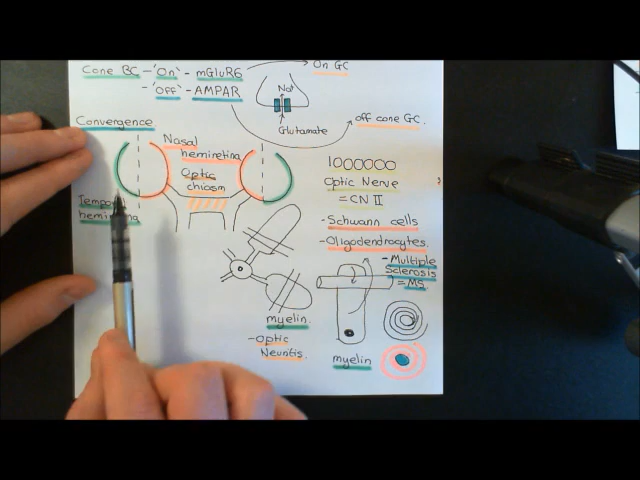 Cone BC - 'On' - mGluR6
On GC
- 'Off' - AMPAR
Na+
Glutamate
off cone GC.
Convergence
Nasal
hemiretina
Optic
chiasm
hemiretina
1000000
Optic Nerve
= CN II
- Schwann cells
- Oligodendrocytes
- Multiple
Sclerosis
= MS
myelin
- Optic
Neuritis.
myelin